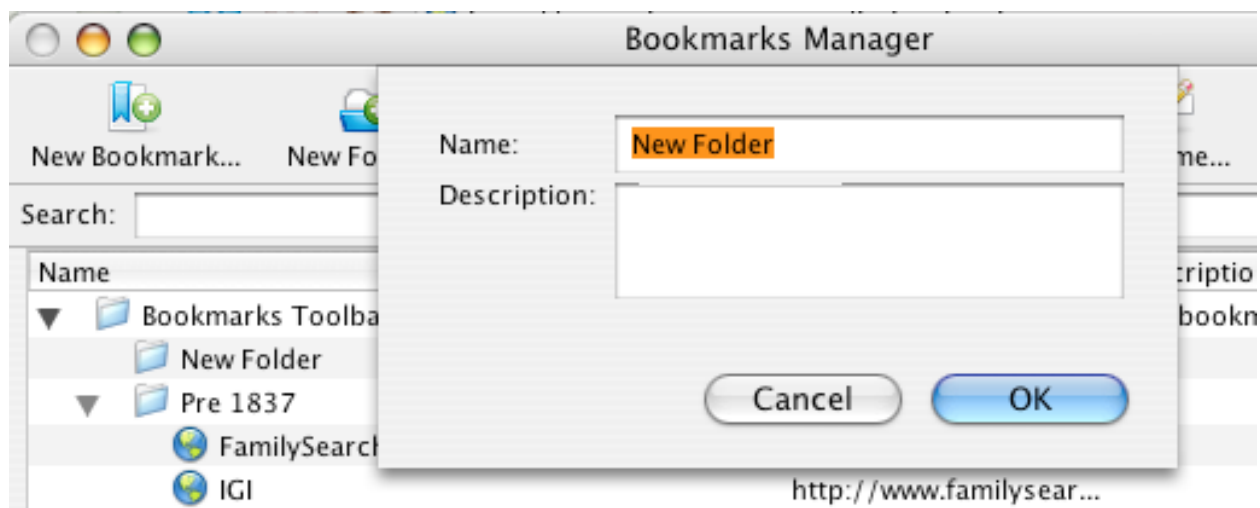 Bookmarks Manager
New Bookmark...
New Fo
me...
Name:
New Folder
Description:
Search:
Name
criptio
Bookmarks Toolba
bookm
New Folder
Pre 1837
FamilySearch
IGI
http://www.familysear...
Cancel
OK